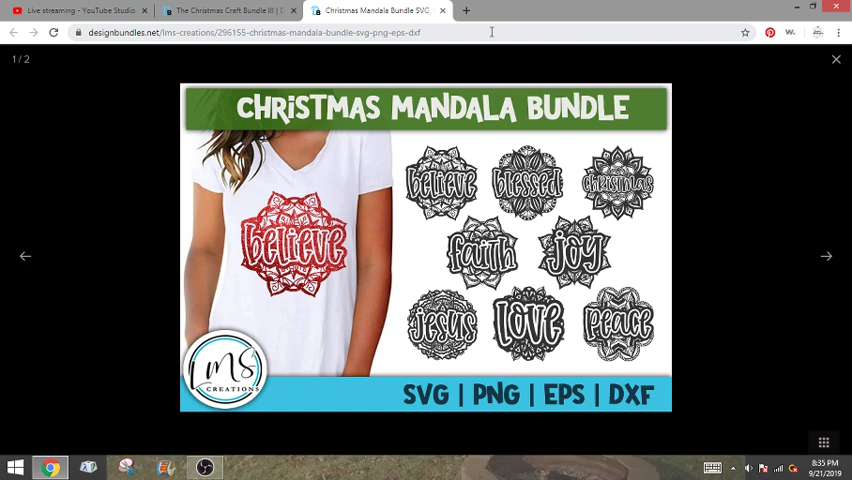 Live streaming - YouTube Studio
The Christmas Craft Bundle III | D
Christmas Mandala Bundle SVG,
designbundles.net/lms-creations/296155-christmas-mandala-bundle-svg-png-eps-dxf
1 / 2
CHRISTMAS MANDALA BUNDLE
believe
blessed
christmas
believe
faith
joy
jesus
love
peace
LMS
CREATIONS
SVG | PNG | EPS | DXF
8:35 PM
9/21/2019